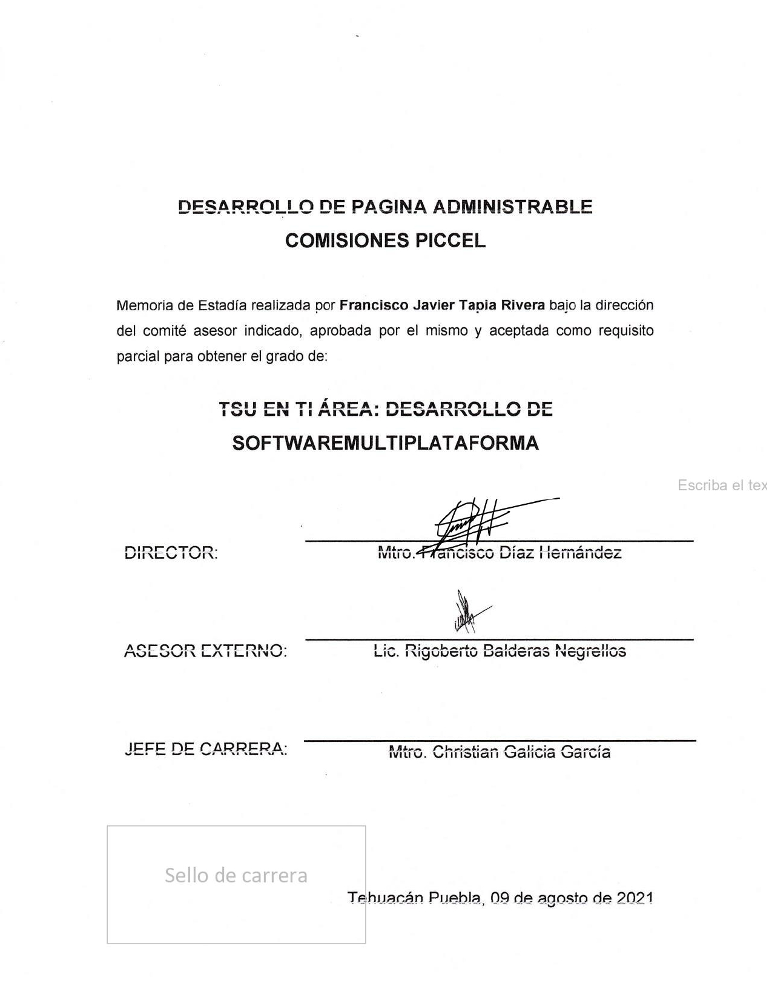 DESARROLLO DE PAGINA ADMINISTRABLE
COMISIONES PICCEL
Memoria de Estadía realizada por Francisco Javier Tapia Rivera bajo la dirección
del comité asesor indicado, aprobada por el mismo y aceptada como requisito
parcial para obtener el grado de:
TSU EN TI ÁREA: DESARROLLO DE
SOFTWAREMULTIPLATAFORMA
Escriba el tex
DIRECTOR:
Mtro. Francisco Díaz Hernández
ASESOR EXTERNO:
Lic. Rigoberto Balderas Negrellos
JEFE DE CARRERA:
Mtro. Christian Galicia García
Sello de carrera
Tehuacán Puebla, 09 de agosto de 2021